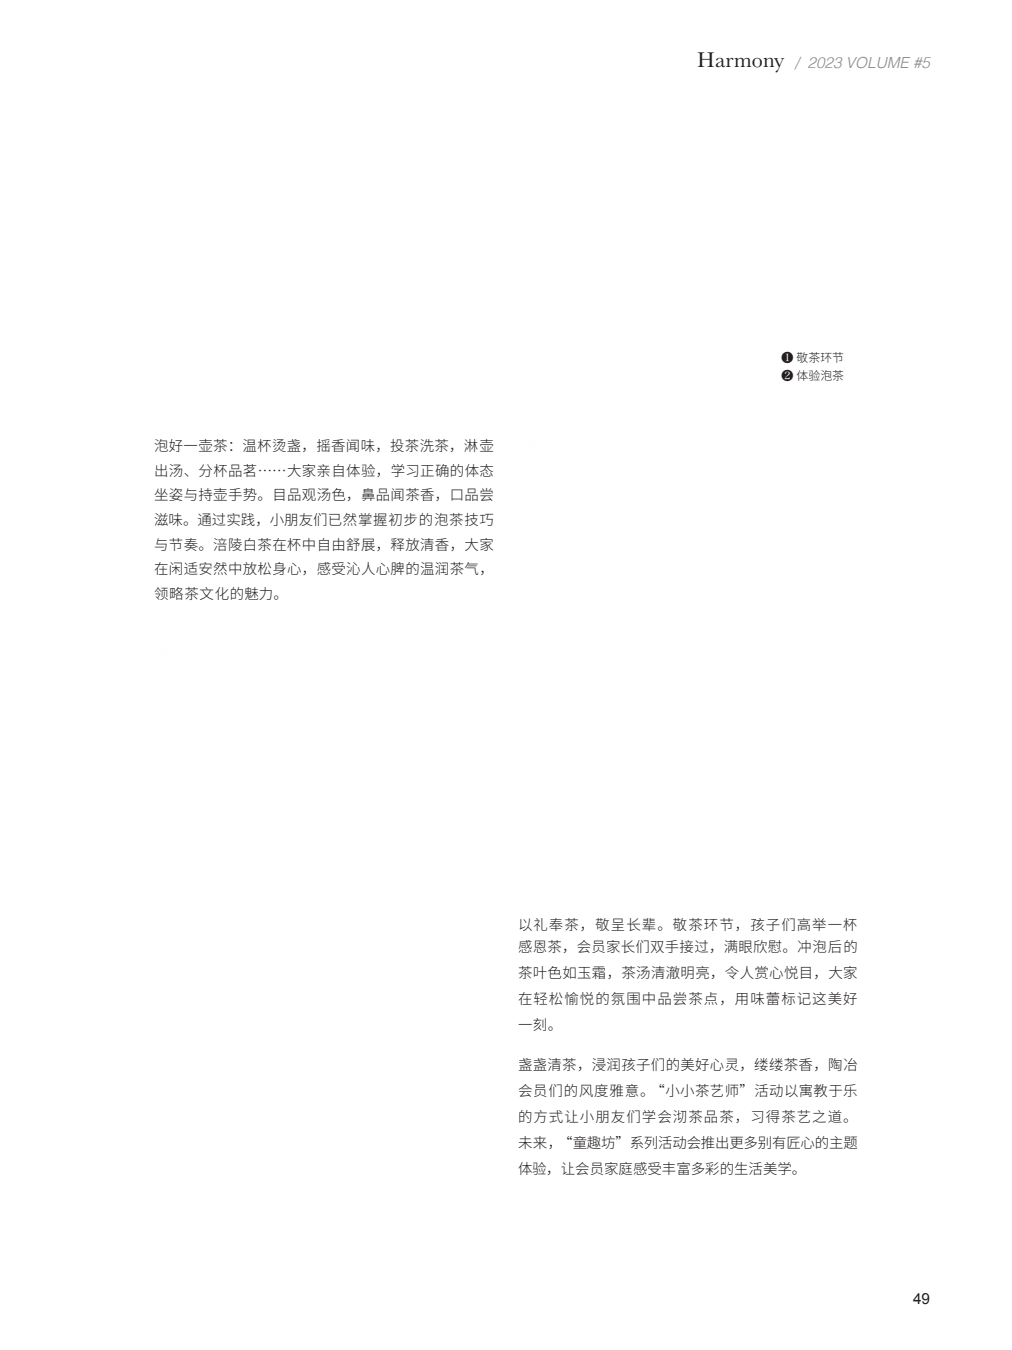 Harmony / 2023 VOLUME #5
❶ 敬茶环节
❷ 体验泡茶
泡好一壶茶：温杯烫盏，摇香闻味，投茶洗茶，淋壶
出汤、分杯品茗……大家亲自体验，学习正确的体态
坐姿与持壶手势。目品观汤色，鼻品闻茶香，口品尝
滋味。通过实践，小朋友们已然掌握初步的泡茶技巧
与节奏。涪陵白茶在杯中自由舒展，释放清香，大家
在闲适安然中放松身心，感受沁人心脾的温润茶气，
领略茶文化的魅力。
以礼奉茶，敬呈长辈。敬茶环节，孩子们高举一杯
感恩茶，会员家长们双手接过，满眼欣慰。冲泡后的
茶叶色如玉霜，茶汤清澈明亮，令人赏心悦目，大家
在轻松愉悦的氛围中品尝茶点，用味蕾标记这美好
一刻。
盏盏清茶，浸润孩子们的美好心灵，缕缕茶香，陶冶
会员们的风度雅意。“小小茶艺师”活动以寓教于乐
的方式让小朋友们学会沏茶品茶，习得茶艺之道。
未来，“童趣坊”系列活动会推出更多别有匠心的主题
体验，让会员家庭感受丰富多彩的生活美学。
49